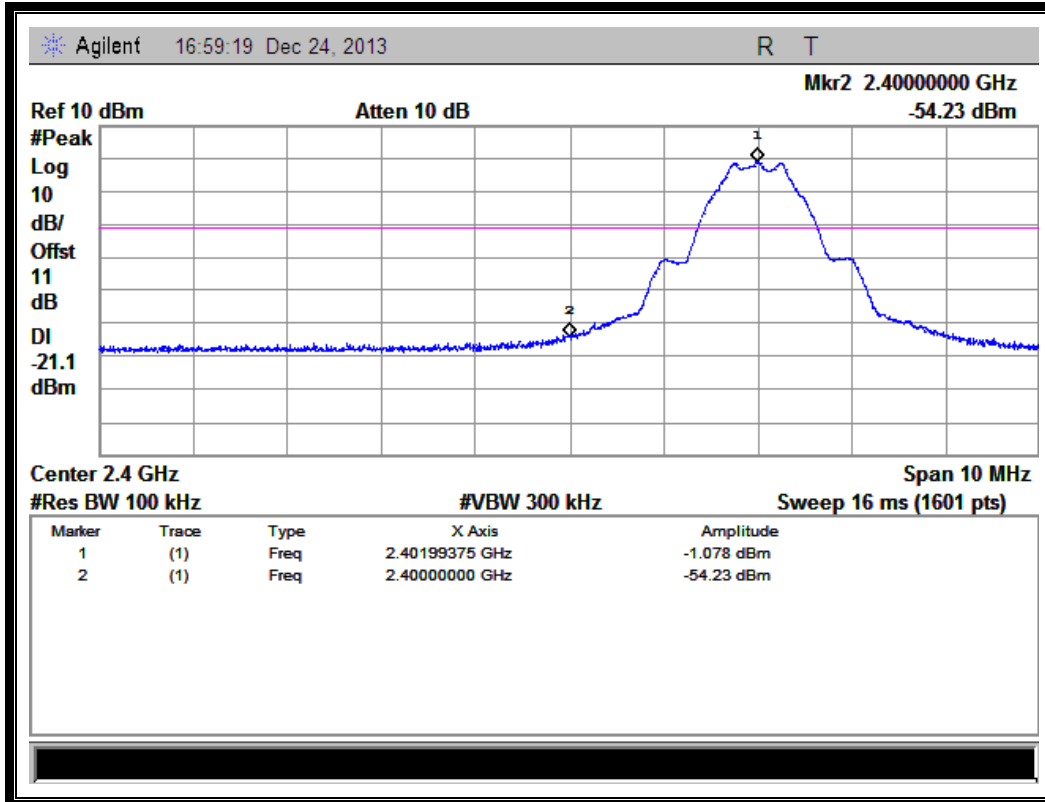 Agilent 16:59:19 Dec 24, 2013 R T
Mkr2 2.40000000 GHz
Ref 10 dBm Atten 10 dB -54.23 dBm
#Peak
Log
10
dB/
Offst
11
dB
DI
-21.1
dBm
1
2
Center 2.4 GHz Span 10 MHz
#Res BW 100 kHz #VBW 300 kHz Sweep 16 ms (1601 pts)
Marker Trace Type X Axis Amplitude
1 (1) Freq 2.40199375 GHz -1.078 dBm
2 (1) Freq 2.40000000 GHz -54.23 dBm